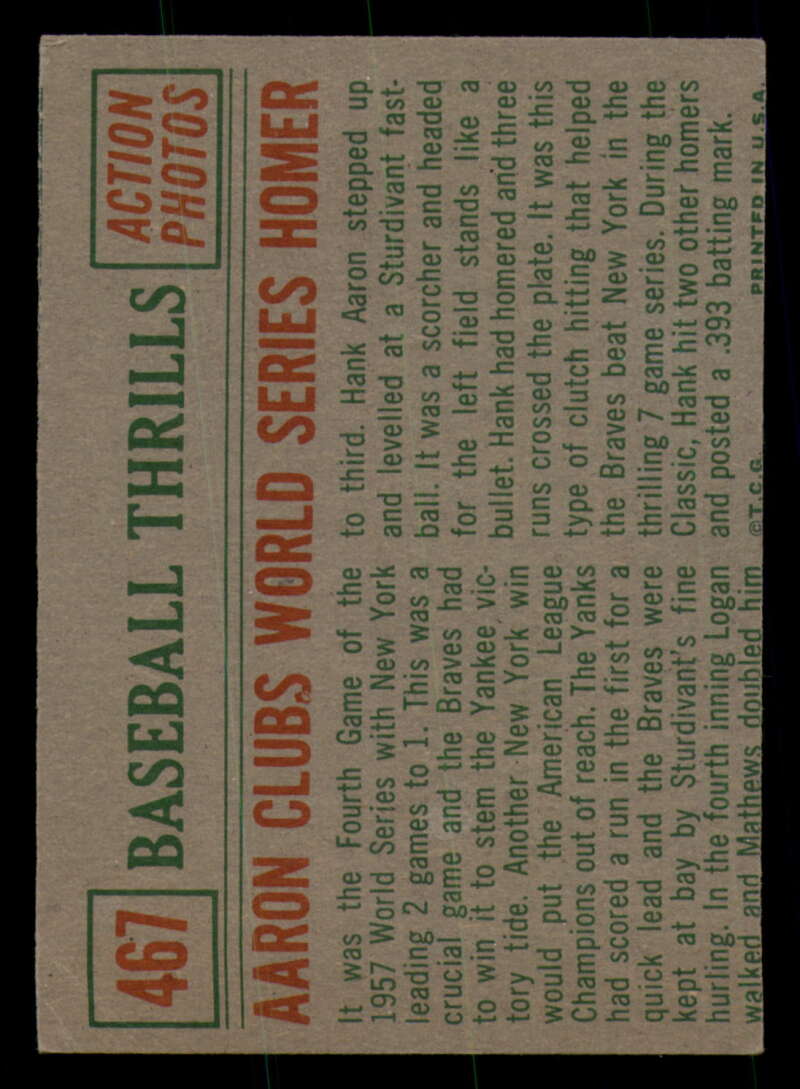 467
BASEBALL THRILLS
ACTION
PHOTOS
AARON CLUBS WORLD SERIES HOMER
It was the Fourth Game of the
1957 World Series with New York
leading 2 games to 1. This was a
crucial game and the Braves had
to win it to stem the Yankee vic-
tory tide. Another New York win
would put the American League
Champions out of reach. The Yanks
had scored a run in the first for a
quick lead and the Braves were
kept at bay by Sturdivant's fine
hurling. In the fourth inning Logan
walked and Mathews doubled him
to third. Hank Aaron stepped up
and levelled at a Sturdivant fast-
ball. It was a scorcher and headed
for the left field stands like a
bullet. Hank had homered and three
runs crossed the plate. It was this
type of clutch hitting that helped
the Braves beat New York in the
thrilling 7 game series. During the
Classic, Hank hit two other homers
and posted a .393 batting mark.
©T.C.G. PRINTED IN U.S.A.